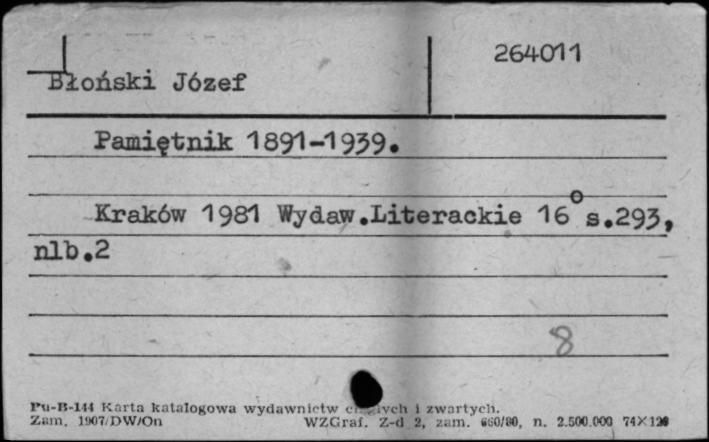 264011
Błoński Józef
Pamiętnik 1891-1939.
Kraków 1981 Wydaw.Literackie 16° s.293,
nlb.2
8
Pu-B-144 Karta katalogowa wydawnictw ciągłych i zwartych.
Zam. 1907/DW/On WZGraf. Z-d 2, zam. 660/80, n. 2.500.000 74×120